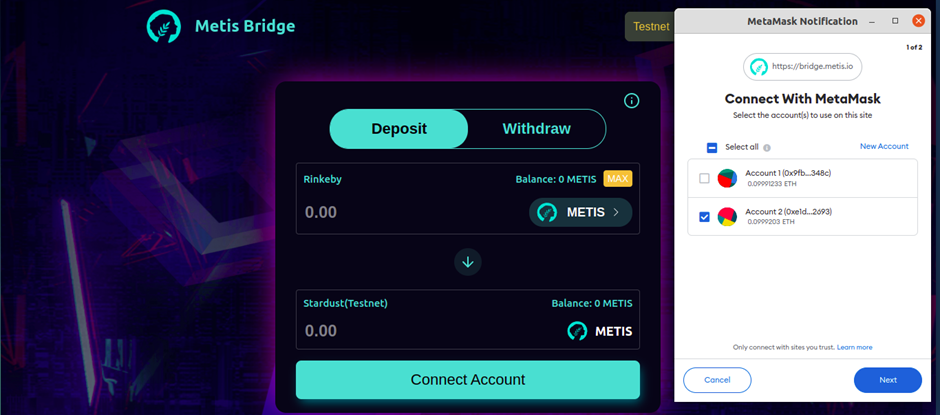 Metis Bridge
Testnet
Deposit
Withdraw
Rinkeby
Balance: 0 METIS MAX
0.00
METIS >
Stardust(Testnet)
Balance: 0 METIS
0.00
METIS
Connect Account
MetaMask Notification
1 of 2
https://bridge.metis.io
Connect With MetaMask
Select the account(s) to use on this site
Select all
New Account
Account 1 (0x9fb...348c)
0.09991233 ETH
Account 2 (0xe1d...2693)
0.0999203 ETH
Only connect with sites you trust. Learn more
Cancel
Next